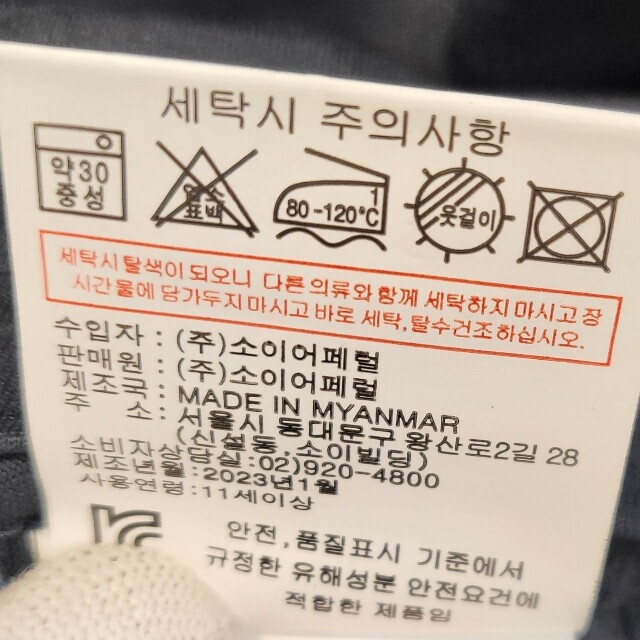 세탁시 주의사항
약30
중성
염소
표백
1
80-120℃
옷걸이
세탁시 탈색이 되오니 다른 의류와 함께 세탁하지 마시고 장
시간 물에 담가두지 마시고 바로 세탁,탈수건조하십시오.
수입자 : (주)소이어페럴
판매원 : (주)소이어페럴
제조국 : MADE IN MYANMAR
주 소 : 서울시 동대문구 왕산로2길 28
(신설동,소이빌딩)
소비자상담실:02)920-4800
제조년월:2023년1월
사용연령:11세이상
안전,품질표시 기준에서
규정한 유해성분 안전요건에
적합한 제품임